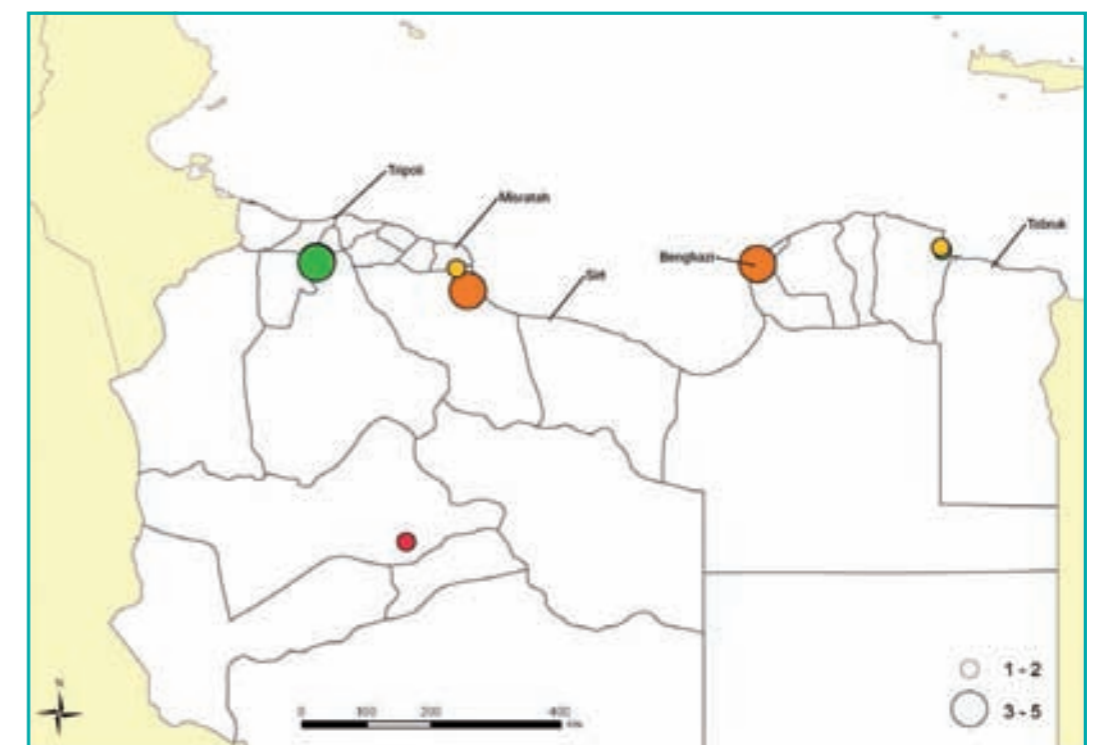 Tripoli
Misratah
Tobruk
Benghazi
Sirt
N
0 100 200 400
1 - 2
3 - 5